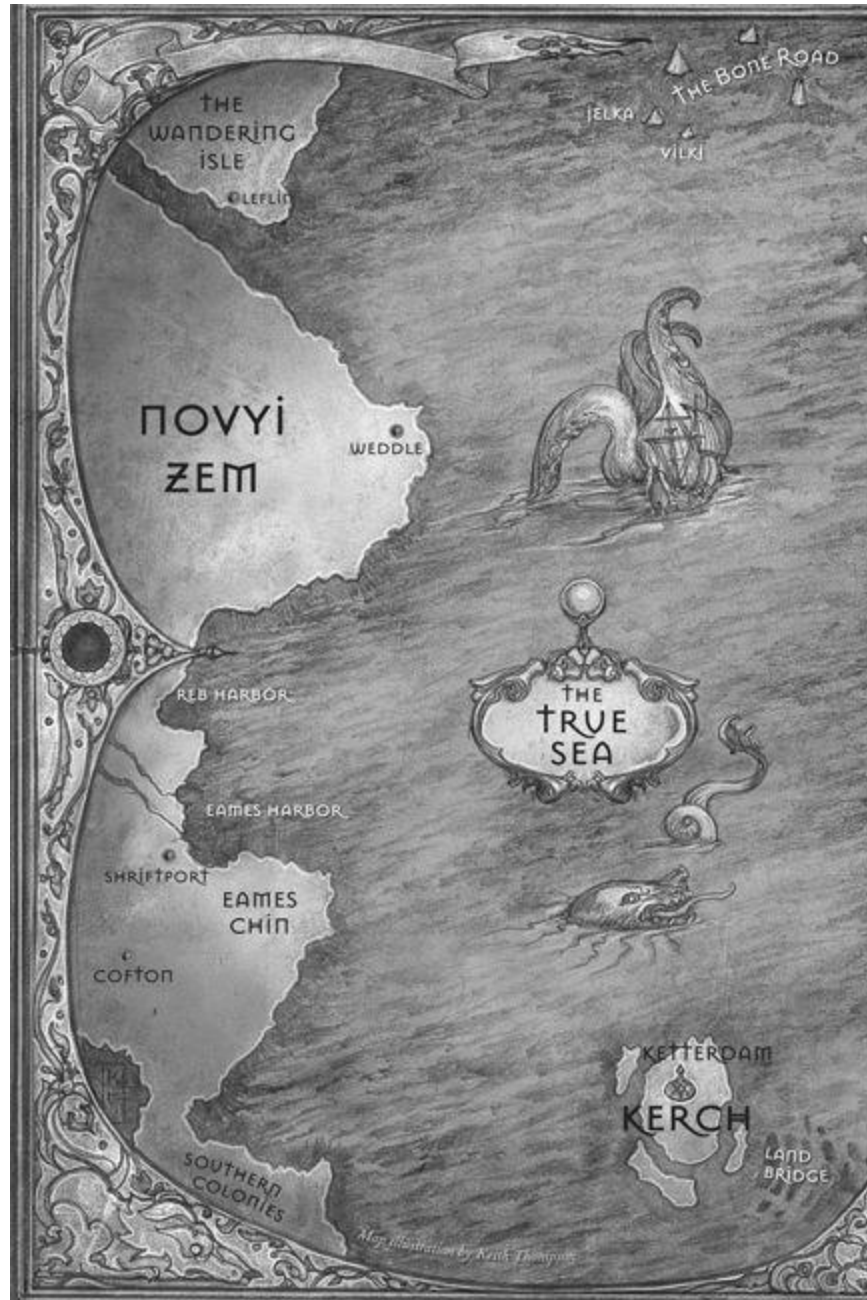 THE BONE ROAD
JELKA
VILKI
THE
WANDERING
ISLE
LEFLIN
NOVYI
ZEM
WEDDLE
REB HARBOR
THE
TRUE
SEA
EAMES HARBOR
SHRIFTPORT
EAMES
CHIN
COFTON
KETTERDAM
KERCH
LAND
BRIDGE
SOUTHERN
COLONIES
Map illustration by Keith Thompson